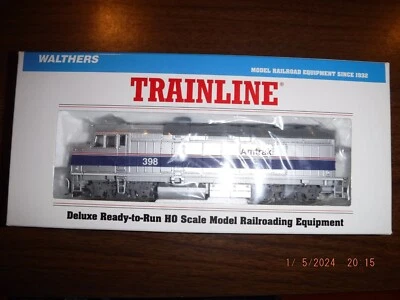 WALTHERS
MODEL RAILROAD EQUIPMENT SINCE 1932
TRAINLINE®
Amtrak
398
Deluxe Ready-to-Run HO Scale Model Railroading Equipment
1/ 5/2024 20:15